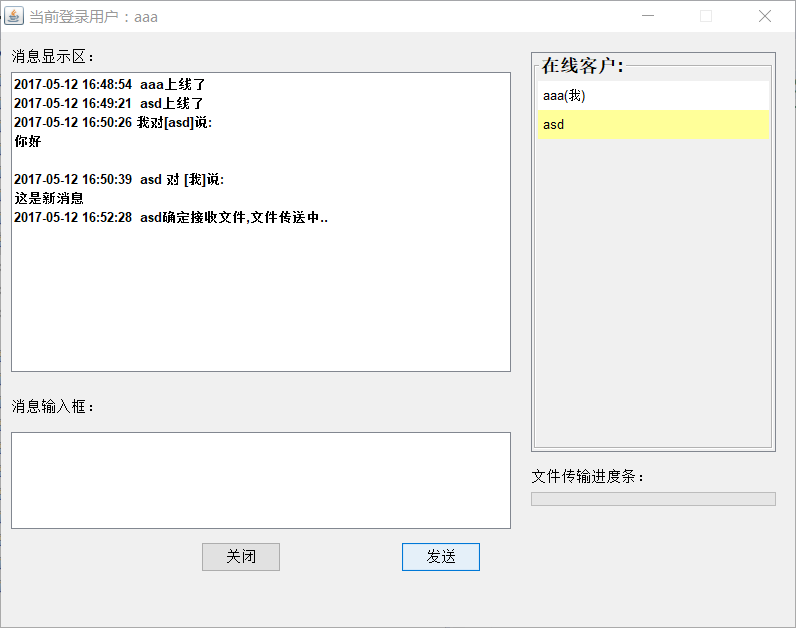 当前登录用户：aaa
消息显示区：
2017-05-12 16:48:54  aaa上线了
2017-05-12 16:49:21  asd上线了
2017-05-12 16:50:26 我对[asd]说:
你好
2017-05-12 16:50:39  asd 对 [我]说:
这是新消息
2017-05-12 16:52:28  asd确定接收文件,文件传送中..
消息输入框：
关闭
发送
在线客户:
aaa(我)
asd
文件传输进度条：